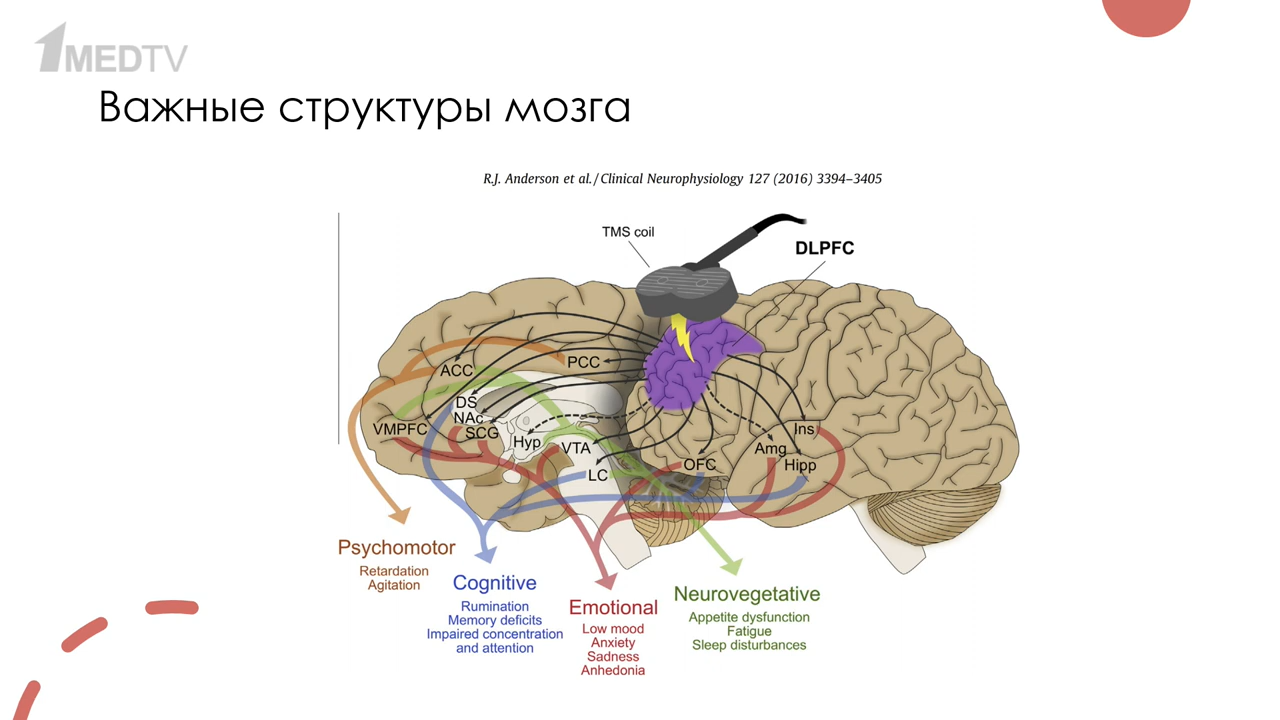 1MEDTV
Важные структуры мозга
R.J. Anderson et al. / Clinical Neurophysiology 127 (2016) 3394–3405
TMS coil
DLPFC
ACC
PCC
DS
NAc
VMPFC
SCG
Hyp
VTA
LC
OFC
Ins
Amg
Hipp
Psychomotor
Retardation
Agitation
Cognitive
Rumination
Memory deficits
Impaired concentration
and attention
Emotional
Low mood
Anxiety
Sadness
Anhedonia
Neurovegetative
Appetite dysfunction
Fatigue
Sleep disturbances